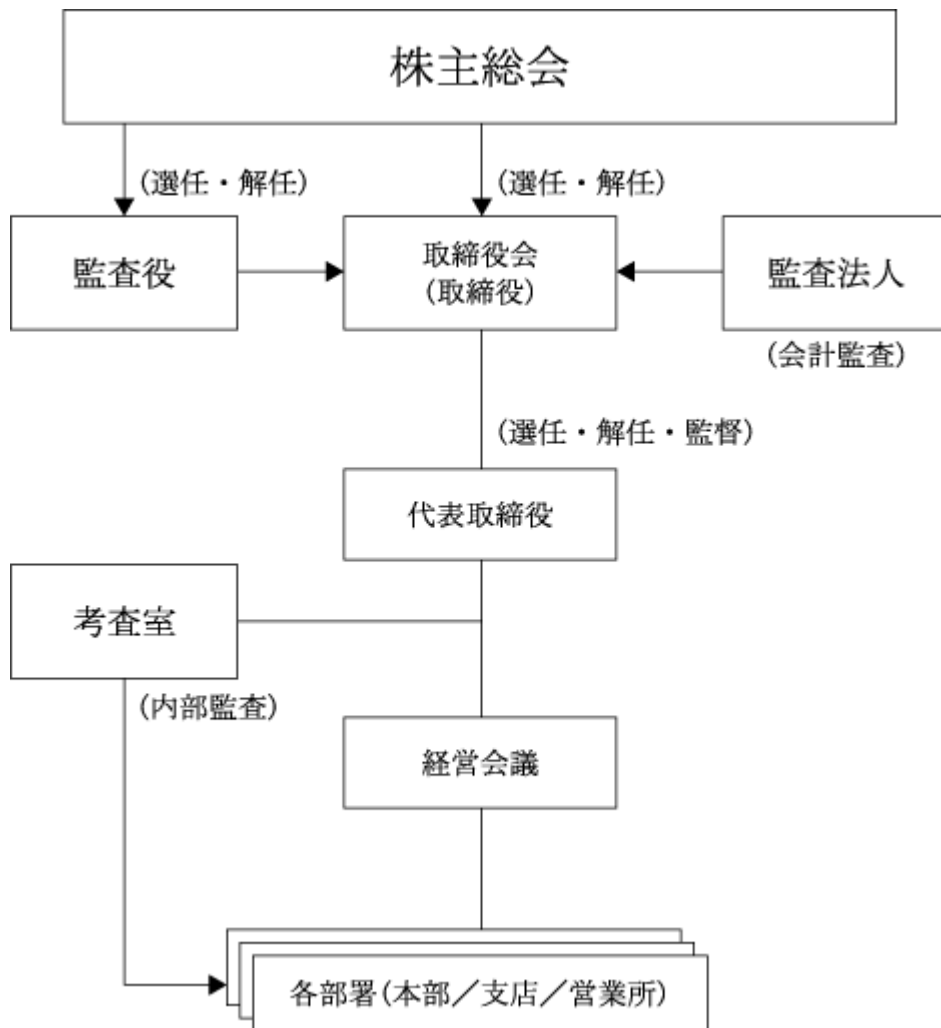 株主総会
(選任・解任)
(選任・解任)
監査役
取締役会
(取締役)
監査法人
(会計監査)
(選任・解任・監督)
代表取締役
考査室
(内部監査)
経営会議
各部署(本部／支店／営業所)